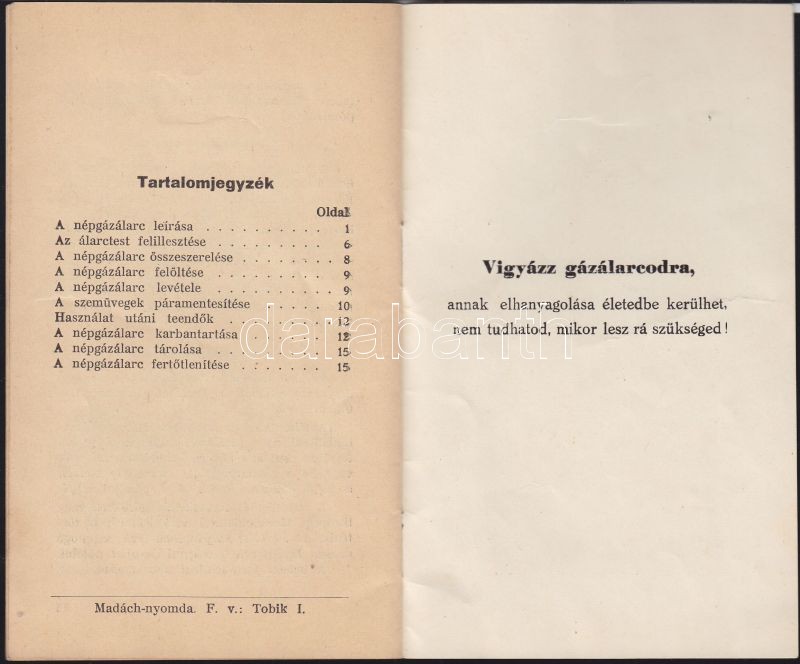 Tartalomjegyzék
Oldal
A népgázálarc leírása . . . . . . . . . 1
Az álarctest felillesztése . . . . . . . . 6
A népgázálarc összeszerelése . . . . . . 8
A népgázálarc felöltése . . . . . . . . 9
A népgázálarc levétele . . . . . . . . 9
A szemüvegek páramentesítése . . . . . 10
Használat utáni teendők . . . . . . . 12
A népgázálarc karbantartása . . . . . . 12
A népgázálarc tárolása . . . . . . . . 15
A népgázálarc fertőtlenítése . . . . . . 15
Madách-nyomda. F. v.: Tobik I.
Vigyázz gázálarcodra,
annak elhanyagolása életedbe kerülhet,
nem tudhatod, mikor lesz rá szükséged!
darabanth